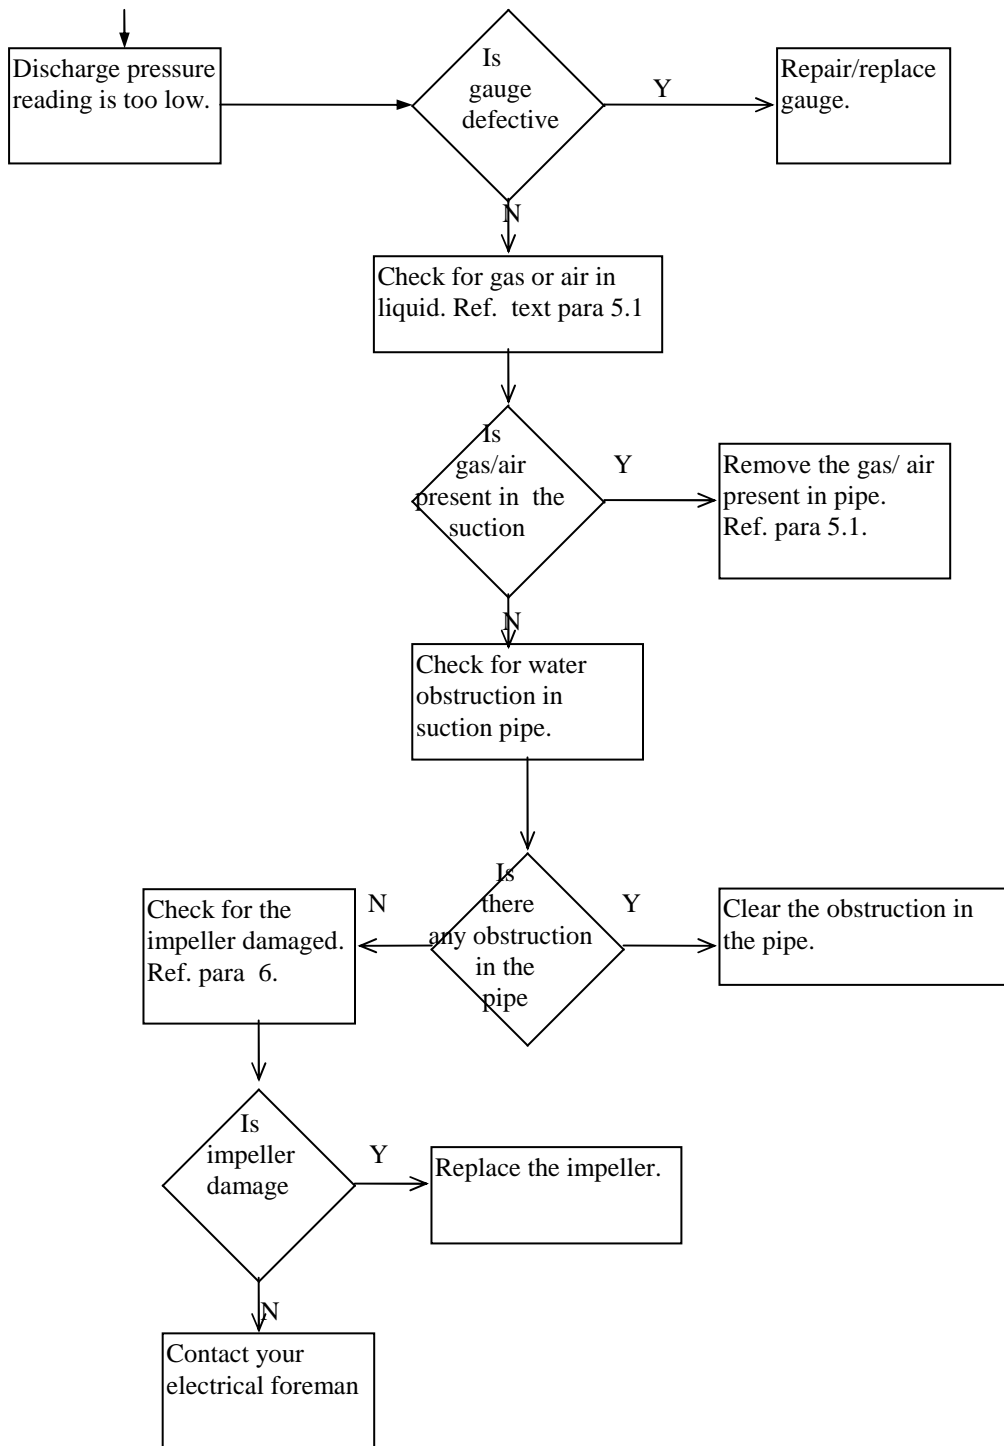 Discharge pressure
reading is too low.
Is
gauge
defective
Y
Repair/replace
gauge.
N
Check for gas or air in
liquid. Ref. text para 5.1
Is
gas/air
present in the
suction
Y
Remove the gas/ air
present in pipe.
Ref. para 5.1.
N
Check for water
obstruction in
suction pipe.
Is
there
any obstruction
in the
pipe
Y
Clear the obstruction in
the pipe.
N
Check for the
impeller damaged.
Ref. para 6.
Is
impeller
damage
Y
Replace the impeller.
N
Contact your
electrical foreman